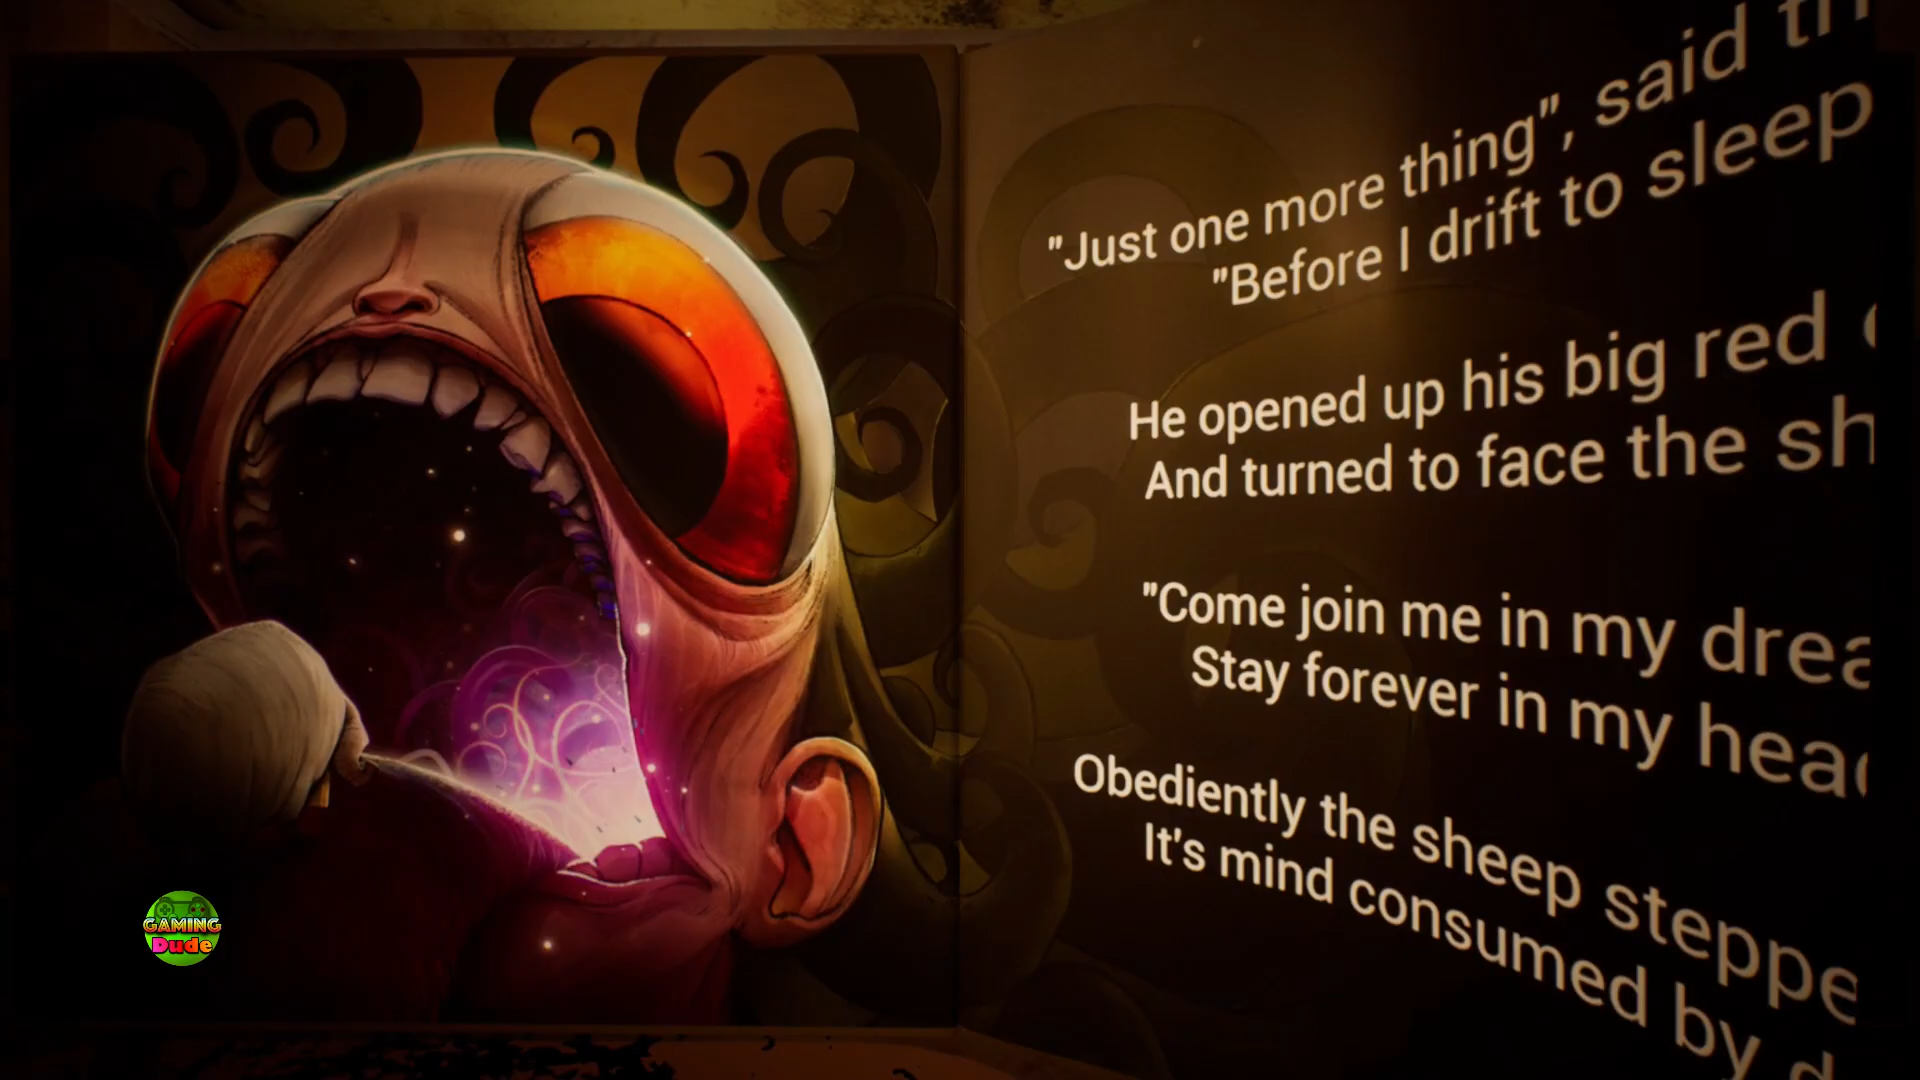 "Just one more thing", said
"Before I drift to sleep
He opened up his big red
And turned to face the
"Come join me in my
Stay forever in my
Obediently the sheep
It's mind consumed by
GAMING
Dude